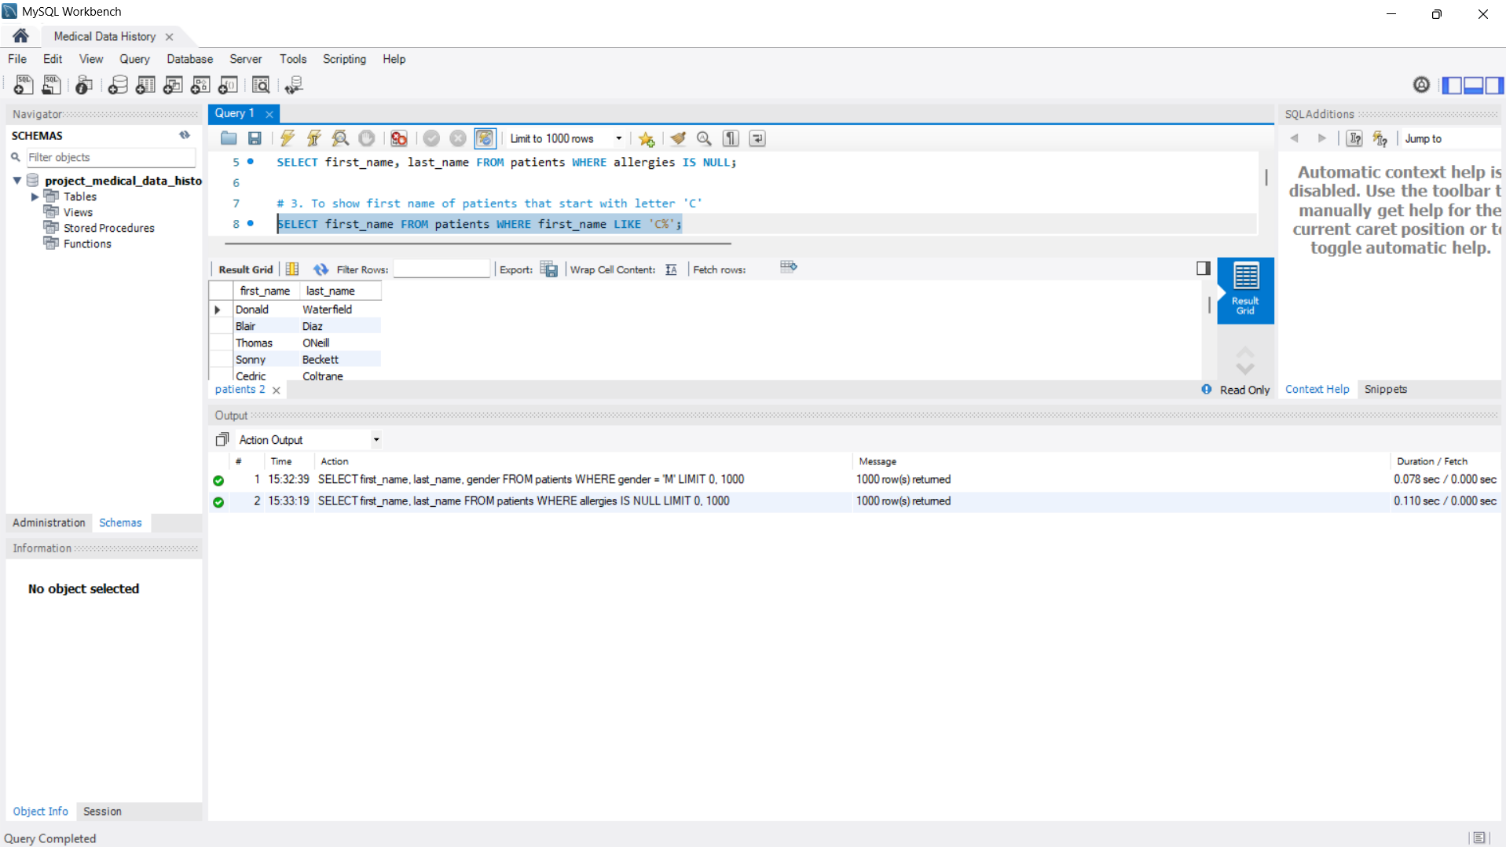 MySQL Workbench
Medical Data History
File Edit View Query Database Server Tools Scripting Help
Navigator
SCHEMAS
Filter objects
project_medical_data_histo
Tables
Views
Stored Procedures
Functions
Administration Schemas
Information
No object selected
Object Info Session
Query Completed
Query 1
Limit to 1000 rows
5 SELECT first_name, last_name FROM patients WHERE allergies IS NULL;
6
7 # 3. To show first name of patients that start with letter 'C'
8 SELECT first_name FROM patients WHERE first_name LIKE 'C%';
Result Grid Filter Rows: Export: Wrap Cell Content: Fetch rows:
first_name last_name
Donald Waterfield
Blair Diaz
Thomas ONeill
Sonny Beckett
Cedric Coltrane
Result
Grid
patients 2
Read Only
Output
Action Output
# Time Action Message Duration / Fetch
1 15:32:39 SELECT first_name, last_name, gender FROM patients WHERE gender = 'M' LIMIT 0, 1000 1000 row(s) returned 0.078 sec / 0.000 sec
2 15:33:19 SELECT first_name, last_name FROM patients WHERE allergies IS NULL LIMIT 0, 1000 1000 row(s) returned 0.110 sec / 0.000 sec
SQLAdditions
Jump to
Automatic context help is
disabled. Use the toolbar t
manually get help for the
current caret position or to
toggle automatic help.
Context Help Snippets